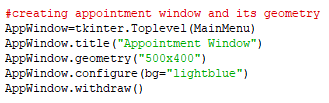 #creating appointment window and its geometry
AppWindow=tkinter.Toplevel(MainMenu)
AppWindow.title("Appointment Window")
AppWindow.geometry("500x400")
AppWindow.configure(bg="lightblue")
AppWindow.withdraw()